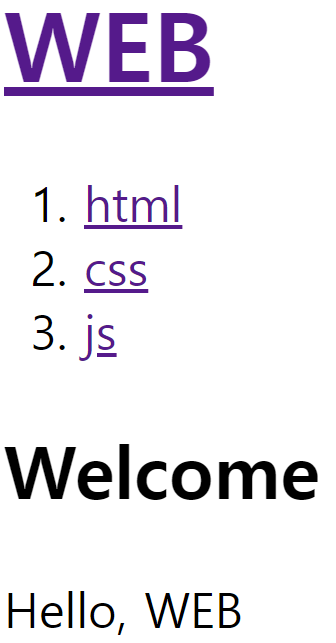 WEB
1. html
2. css
3. js
Welcome
Hello, WEB